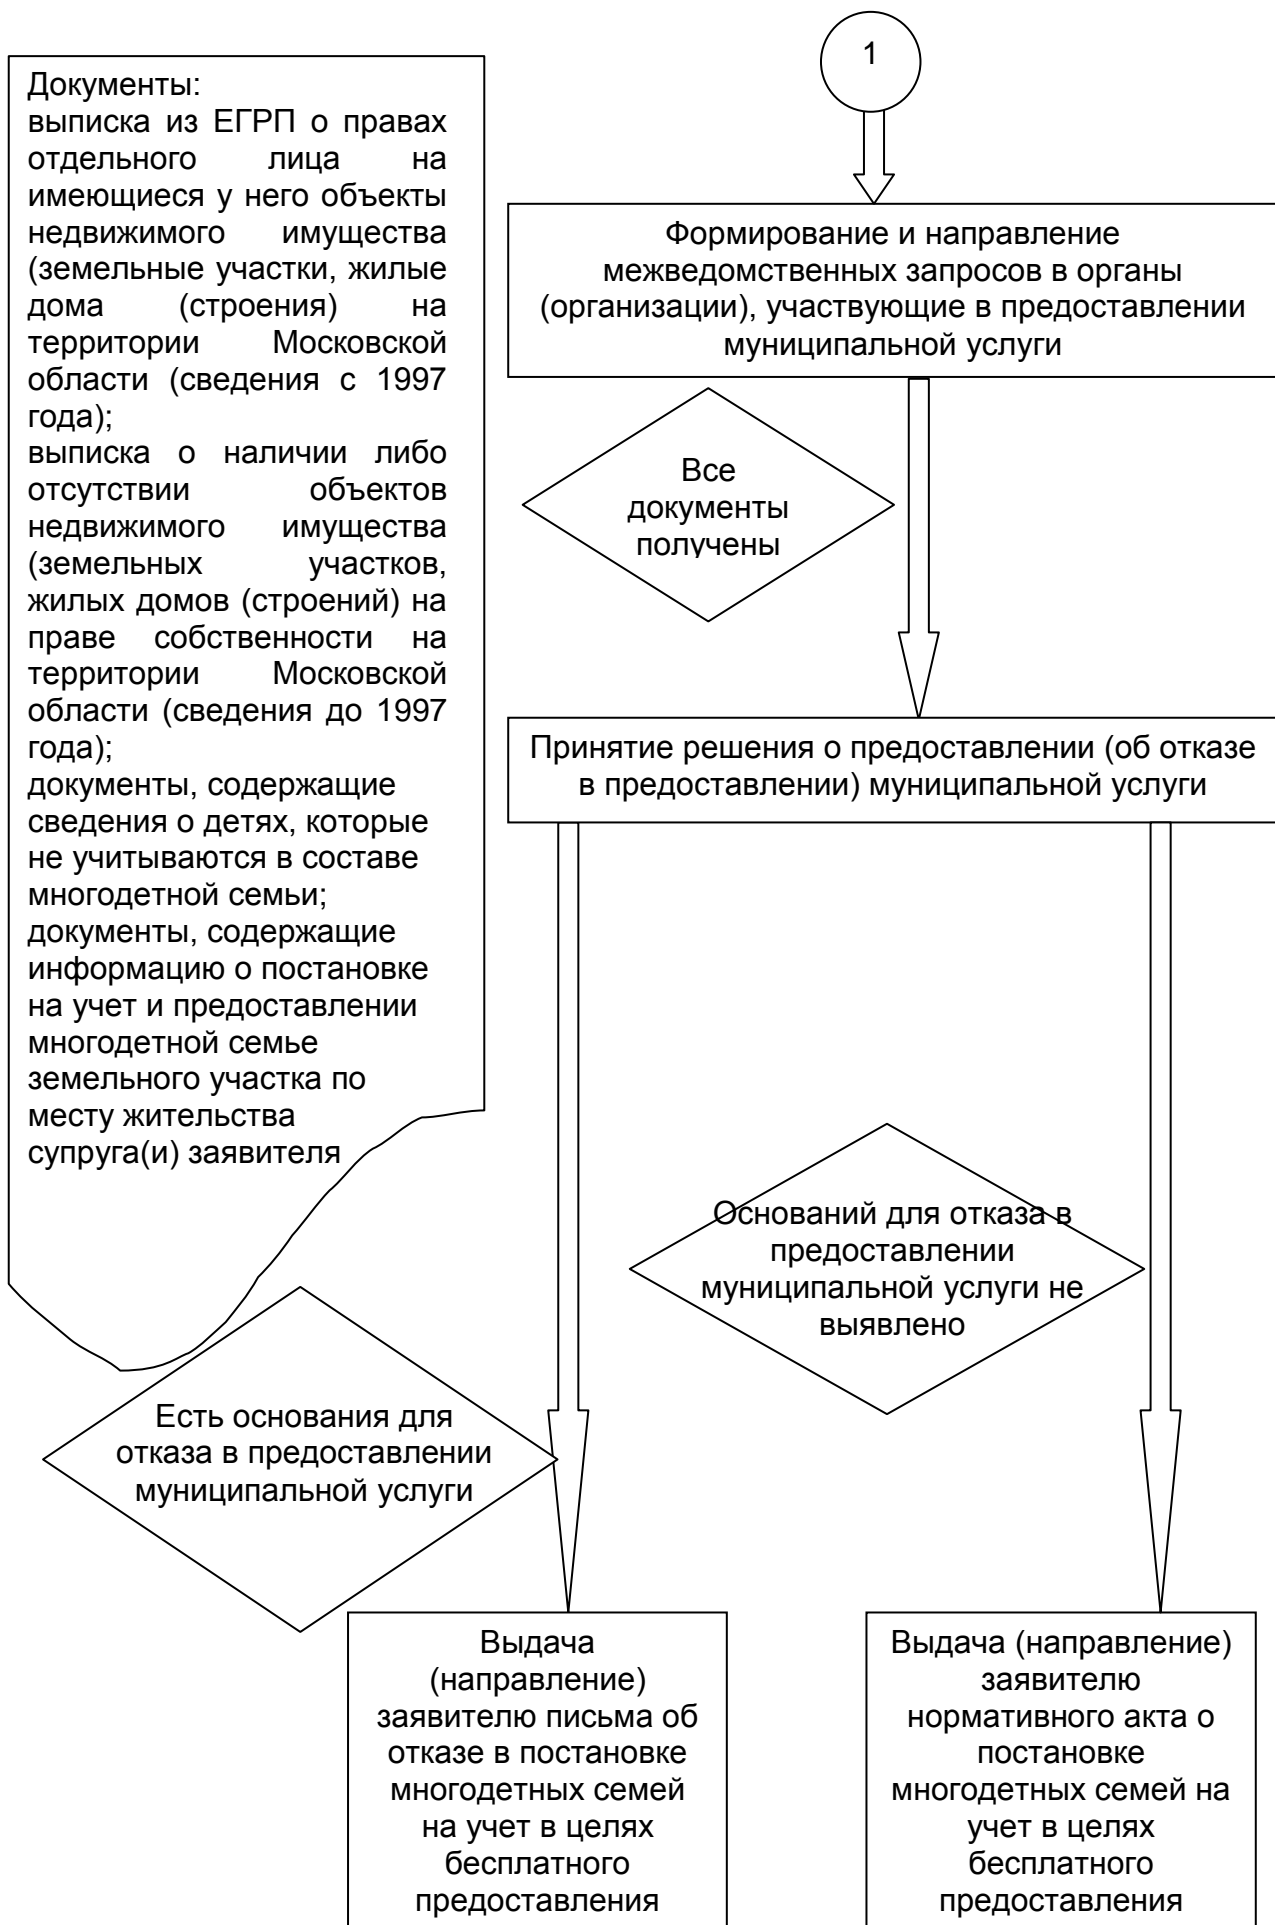 1
Документы:
выписка из ЕГРП о правах
отдельного лица на
имеющиеся у него объекты
недвижимого имущества
(земельные участки, жилые
дома (строения) на
территории Московской
области (сведения с 1997
года);
выписка о наличии либо
отсутствии объектов
недвижимого имущества
(земельных участков,
жилых домов (строений) на
праве собственности на
территории Московской
области (сведения до 1997
года);
документы, содержащие
сведения о детях, которые
не учитываются в составе
многодетной семьи;
документы, содержащие
информацию о постановке
на учет и предоставлении
многодетной семье
земельного участка по
месту жительства
супруга(и) заявителя
Формирование и направление
межведомственных запросов в органы
(организации), участвующие в предоставлении
муниципальной услуги
Все
документы
получены
Принятие решения о предоставлении (об отказе
в предоставлении) муниципальной услуги
Оснований для отказа в
предоставлении
муниципальной услуги не
выявлено
Есть основания для
отказа в предоставлении
муниципальной услуги
Выдача
(направление)
заявителю письма об
отказе в постановке
многодетных семей
на учет в целях
бесплатного
предоставления
Выдача (направление)
заявителю
нормативного акта о
постановке
многодетных семей на
учет в целях
бесплатного
предоставления